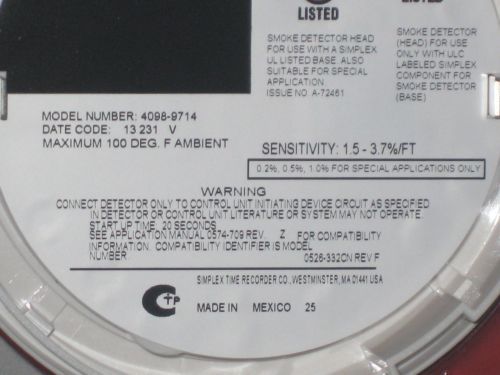 LISTED
SMOKE DETECTOR HEAD
FOR USE WITH A SIMPLEX
UL LISTED BASE. ALSO
SUITABLE FOR SPECIAL
APPLICATION.
ISSUE NO. A-72461
LISTED
SMOKE DETECTOR
(HEAD) FOR USE
ONLY WITH ULC
LABELED SIMPLEX
COMPONENT FOR
SMOKE DETECTOR
(BASE)
MODEL NUMBER: 4098-9714
DATE CODE: 13 231 V
MAXIMUM 100 DEG. F AMBIENT
SENSITIVITY: 1.5 - 3.7%/FT
0.2%, 0.5%, 1.0% FOR SPECIAL APPLICATIONS ONLY
WARNING
CONNECT DETECTOR ONLY TO CONTROL UNIT INITIATING DEVICE CIRCUIT AS SPECIFIED
IN DETECTOR OR CONTROL UNIT LITERATURE OR SYSTEM MAY NOT OPERATE.
START UP TIME, 20 SECONDS
SEE APPLICATION MANUAL 0574-709 REV. Z FOR COMPATIBILITY
INFORMATION. COMPATIBILITY IDENTIFIER IS MODEL
NUMBER
0526-332CN REV F
SIMPLEX TIME RECORDER CO., WESTMINSTER, MA 01441 USA
MADE IN MEXICO 25